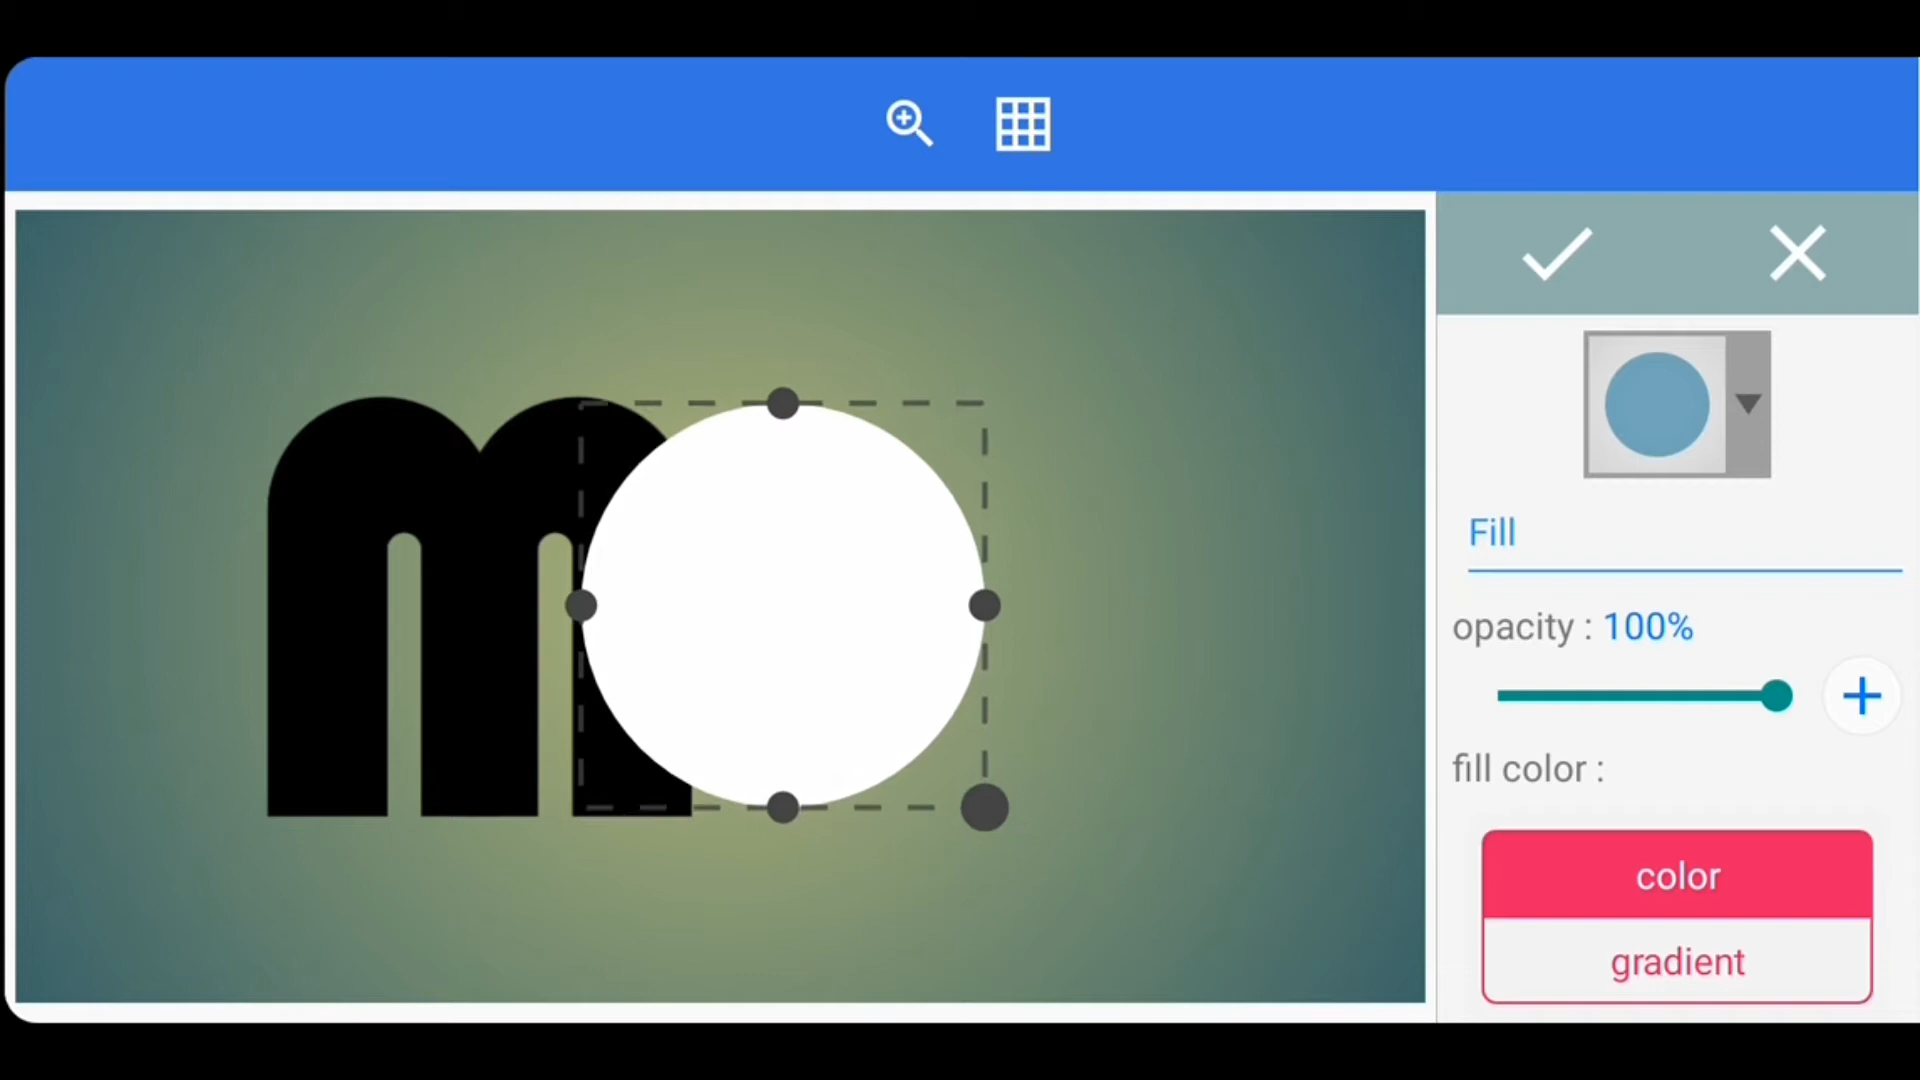 m
Fill
opacity : 100%
fill color :
color
gradient